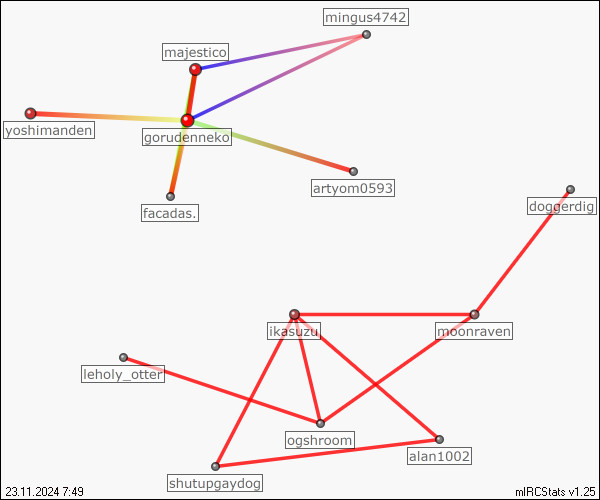 mingus4742
majestico
yoshimanden
gorudenneko
artyom0593
doggerdig
facadas.
ikasuzu
moonraven
leholy_otter
ogshroom
alan1002
shutupgaydog
23.11.2024 7:49
mIRCStats v1.25